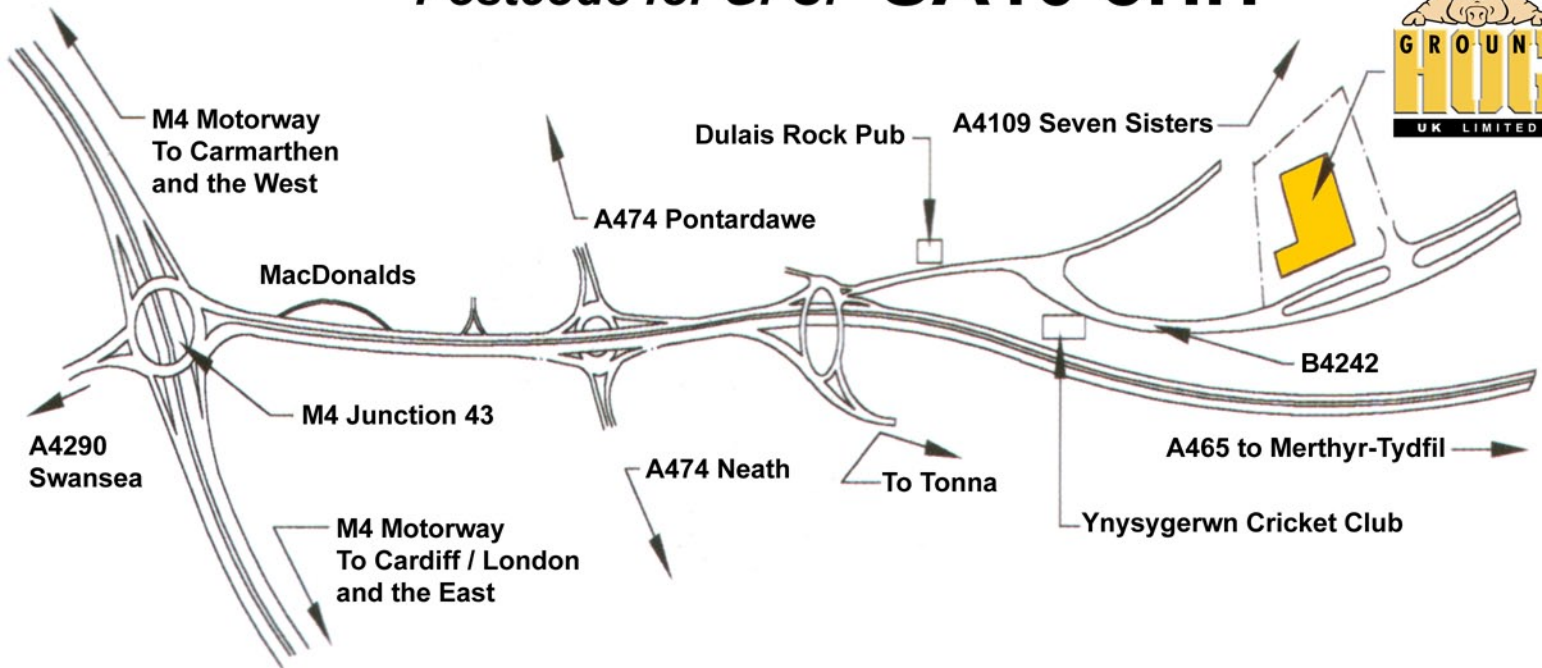 M4 Motorway
To Carmarthen
and the West
A474 Pontardawe
Dulais Rock Pub
A4109 Seven Sisters
HOG
UK LIMITED
MacDonalds
M4 Junction 43
A4290
Swansea
B4242
A465 to Merthyr-Tydfil
A474 Neath
To Tonna
Ynysygerwn Cricket Club
M4 Motorway
To Cardiff / London
and the East